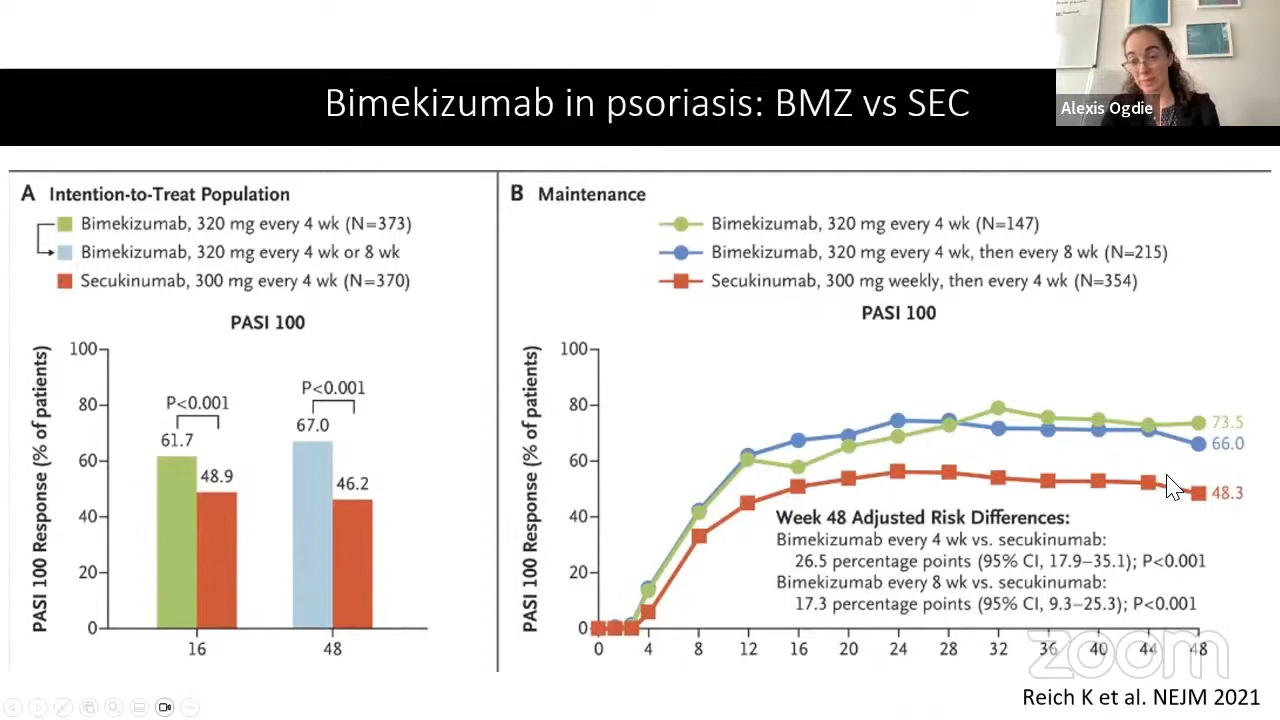 Bimekizumab in psoriasis: BMZ vs SEC
Alexis Ogdie
A Intention-to-Treat Population
Bimekizumab, 320 mg every 4 wk (N=373)
Bimekizumab, 320 mg every 4 wk or 8 wk
Secukinumab, 300 mg every 4 wk (N=370)
PASI 100
PASI 100 Response (% of patients)
100
80
60
40
20
0
P<0.001
61.7
48.9
P<0.001
67.0
46.2
16
48
B Maintenance
Bimekizumab, 320 mg every 4 wk (N=147)
Bimekizumab, 320 mg every 4 wk, then every 8 wk (N=215)
Secukinumab, 300 mg weekly, then every 4 wk (N=354)
PASI 100
PASI 100 Response (% of patients)
100
80
60
40
20
0
73.5
66.0
48.3
Week 48 Adjusted Risk Differences:
Bimekizumab every 4 wk vs. secukinumab:
26.5 percentage points (95% CI, 17.9–35.1); P<0.001
Bimekizumab every 8 wk vs. secukinumab:
17.3 percentage points (95% CI, 9.3–25.3); P<0.001
0 4 8 12 16 20 24 28 32 36 40 44 48
zoom
Reich K et al. NEJM 2021